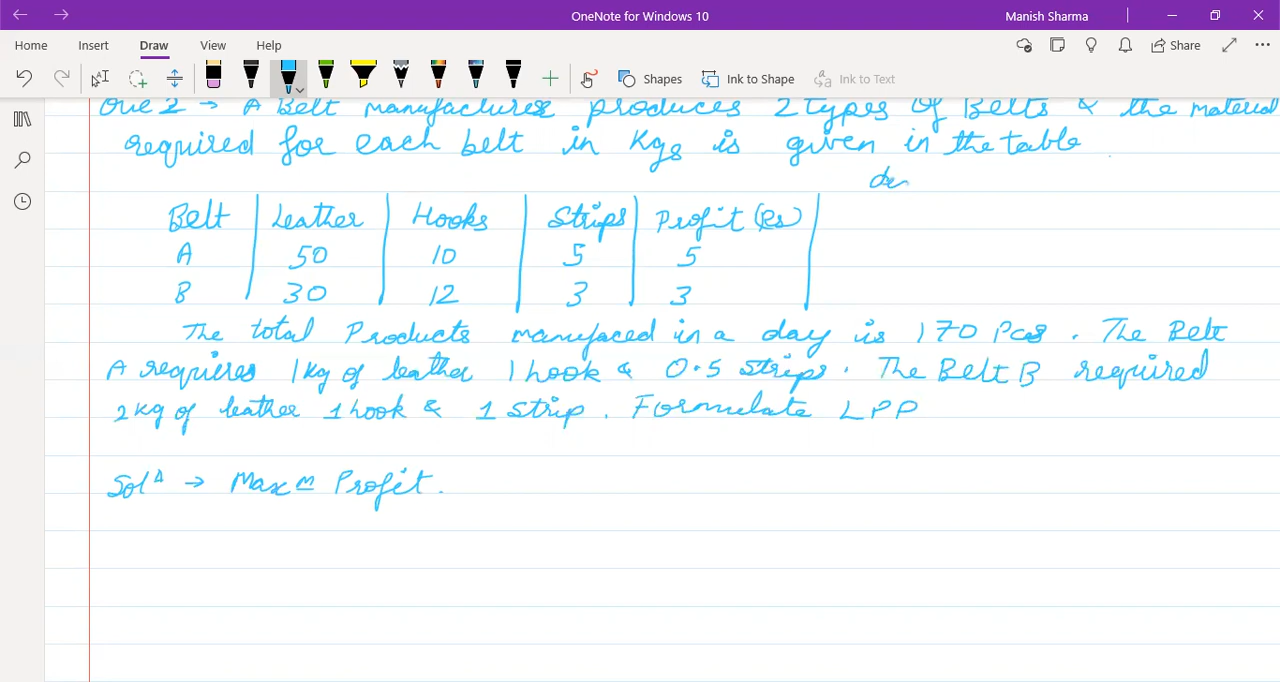 OneNote for Windows 10
Manish Sharma
Home Insert Draw View Help
Share
Shapes Ink to Shape Ink to Text
Que 2 → A Belt manufactures produces 2 types of Belts & the material
required for each belt in Kgs is given in the table
de
Belt Leather Hooks Strips Profit (Rs)
A 50 10 5 5
B 30 12 3 3
The total Products manufaced in a day is 170 Pces . The Belt
A requires 1kg of leather 1 hook & 0.5 strips . The Belt B required
2kg of leather 1 hook & 1 strip . Formulate LPP
Solⁿ → Maxm Profit .